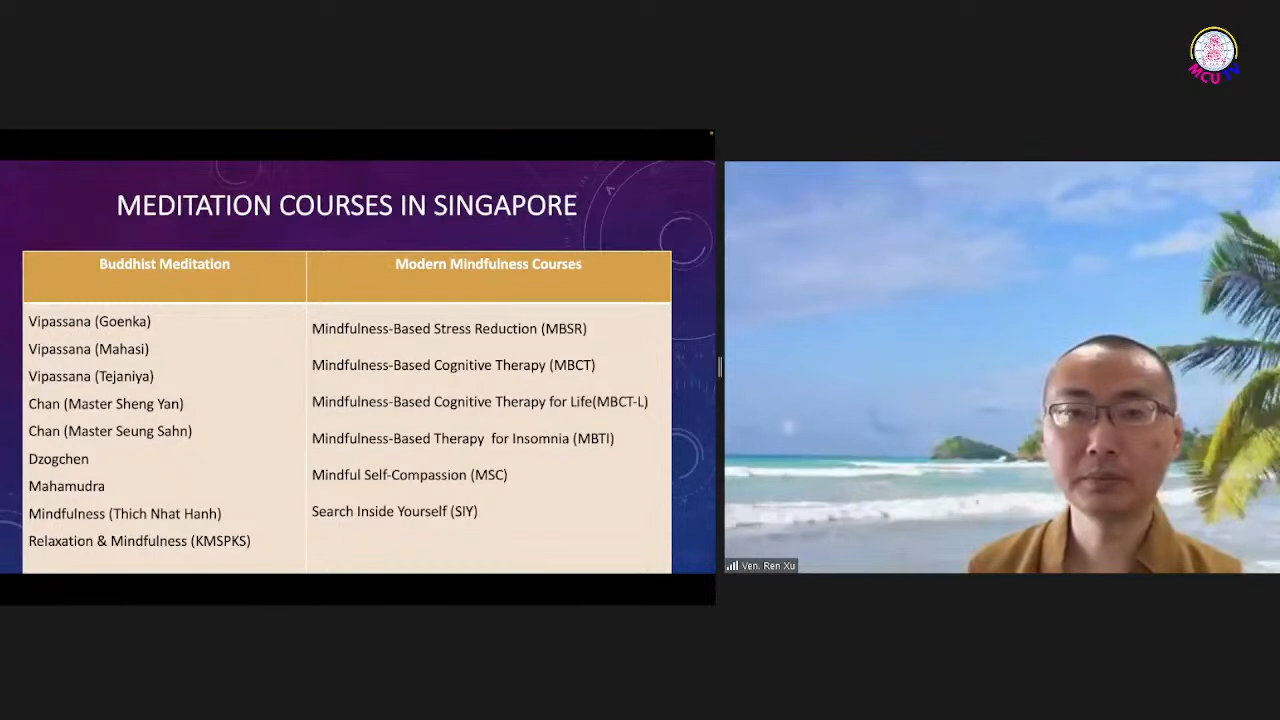 MCU TV
MEDITATION COURSES IN SINGAPORE
Buddhist Meditation
Modern Mindfulness Courses
Vipassana (Goenka)
Vipassana (Mahasi)
Vipassana (Tejaniya)
Chan (Master Sheng Yan)
Chan (Master Seung Sahn)
Dzogchen
Mahamudra
Mindfulness (Thich Nhat Hanh)
Relaxation & Mindfulness (KMSPKS)
Mindfulness-Based Stress Reduction (MBSR)
Mindfulness-Based Cognitive Therapy (MBCT)
Mindfulness-Based Cognitive Therapy for Life(MBCT-L)
Mindfulness-Based Therapy  for Insomnia (MBTI)
Mindful Self-Compassion (MSC)
Search Inside Yourself (SIY)
Ven. Ren Xu